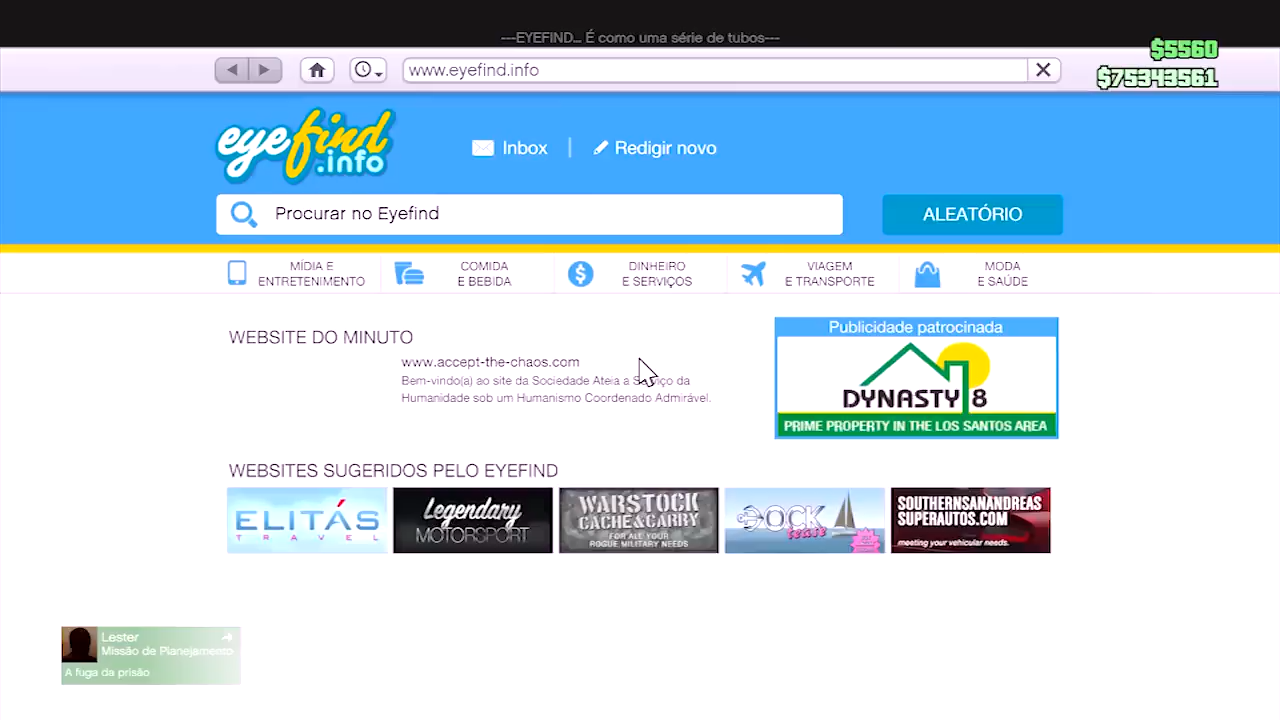 ---EYEFIND... É como uma série de tubos---
$5560
$75343561
www.eyefind.info
eyefind
.info
Inbox
Redigir novo
Procurar no Eyefind
ALEATÓRIO
MÍDIA E
ENTRETENIMENTO
COMIDA
E BEBIDA
DINHEIRO
E SERVIÇOS
VIAGEM
E TRANSPORTE
MODA
E SAÚDE
WEBSITE DO MINUTO
www.accept-the-chaos.com
Bem-vindo(a) ao site da Sociedade Ateia a Serviço da
Humanidade sob um Humanismo Coordenado Admirável.
Publicidade patrocinada
DYNASTY 8
PRIME PROPERTY IN THE LOS SANTOS AREA
WEBSITES SUGERIDOS PELO EYEFIND
ELITÁS
TRAVEL
Legendary
MOTORSPORT
WARSTOCK
CACHE&CARRY
FOR ALL YOUR
ROGUE MILITARY NEEDS
DOCK
tease
SOUTHERNSANANDREAS
SUPERAUTOS.COM
meeting your vehicular needs.
Lester
Missão de Planejamento
A fuga da prisão